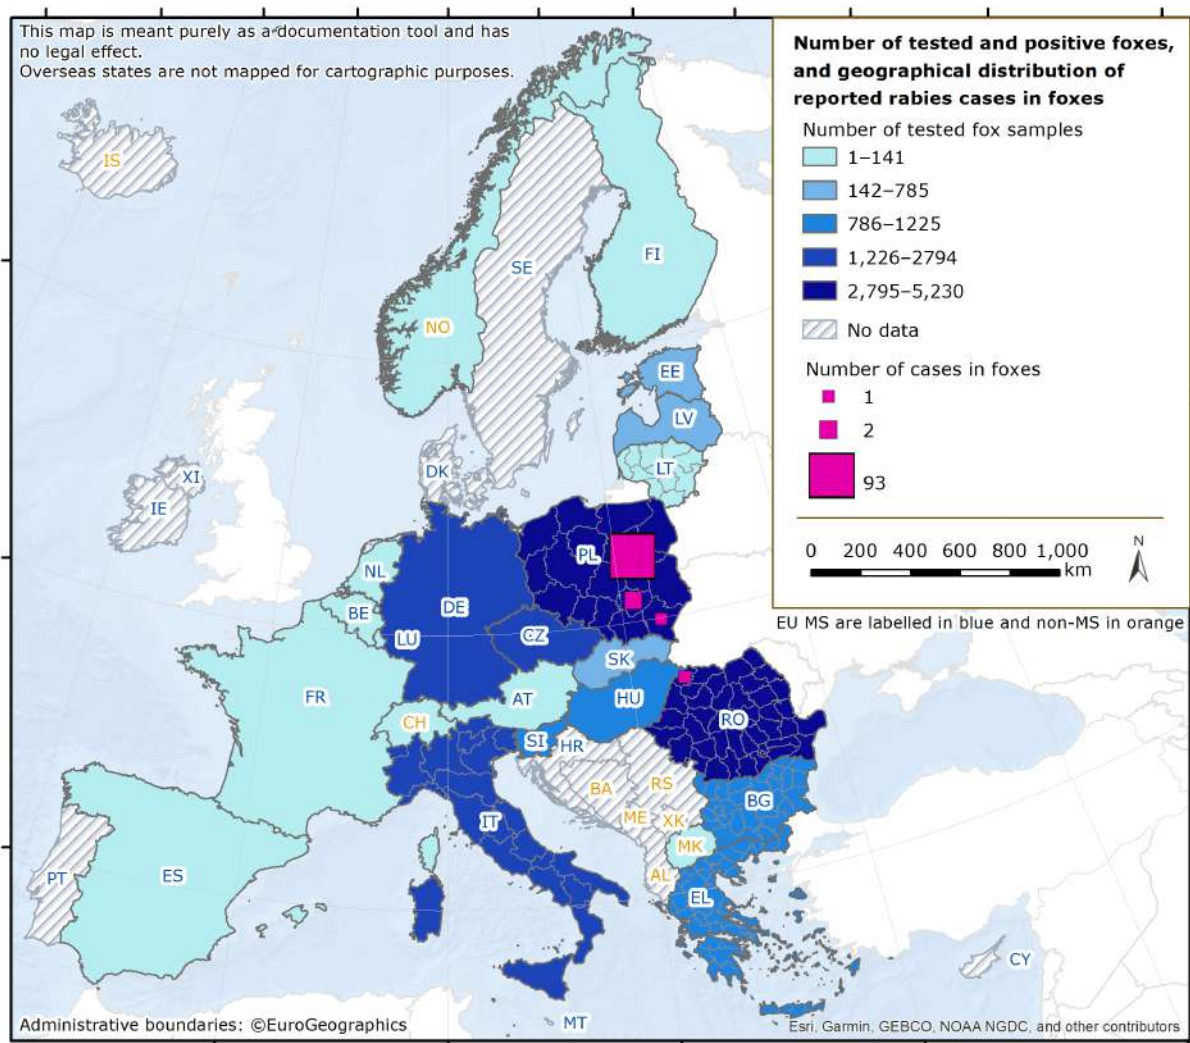 This map is meant purely as a documentation tool and has
no legal effect.
Overseas states are not mapped for cartographic purposes.
Number of tested and positive foxes,
and geographical distribution of
reported rabies cases in foxes
Number of tested fox samples
1–141
142–785
786–1225
1,226–2794
2,795–5,230
No data
Number of cases in foxes
1
2
93
0 200 400 600 800 1,000
km
N
EU MS are labelled in blue and non-MS in orange
IS
SE
FI
NO
EE
LV
LT
DK
XI
IE
PL
NL
BE
DE
LU
CZ
SK
FR
AT
HU
CH
RO
SI
HR
BA
RS
BG
IT
ME
XK
MK
AL
PT
ES
EL
CY
MT
Administrative boundaries: ©EuroGeographics
Esri, Garmin, GEBCO, NOAA NGDC, and other contributors